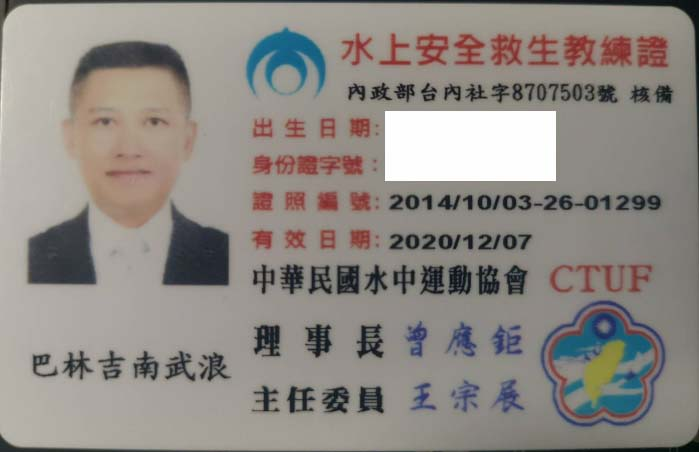 水上安全救生教練證
內政部台內社字8707503號 核備
出生日期:
身份證字號:
證照編號: 2014/10/03-26-01299
有效日期: 2020/12/07
中華民國水中運動協會 CTUF
理事長 曾應鉅
主任委員 王宗展
巴林吉南武浪